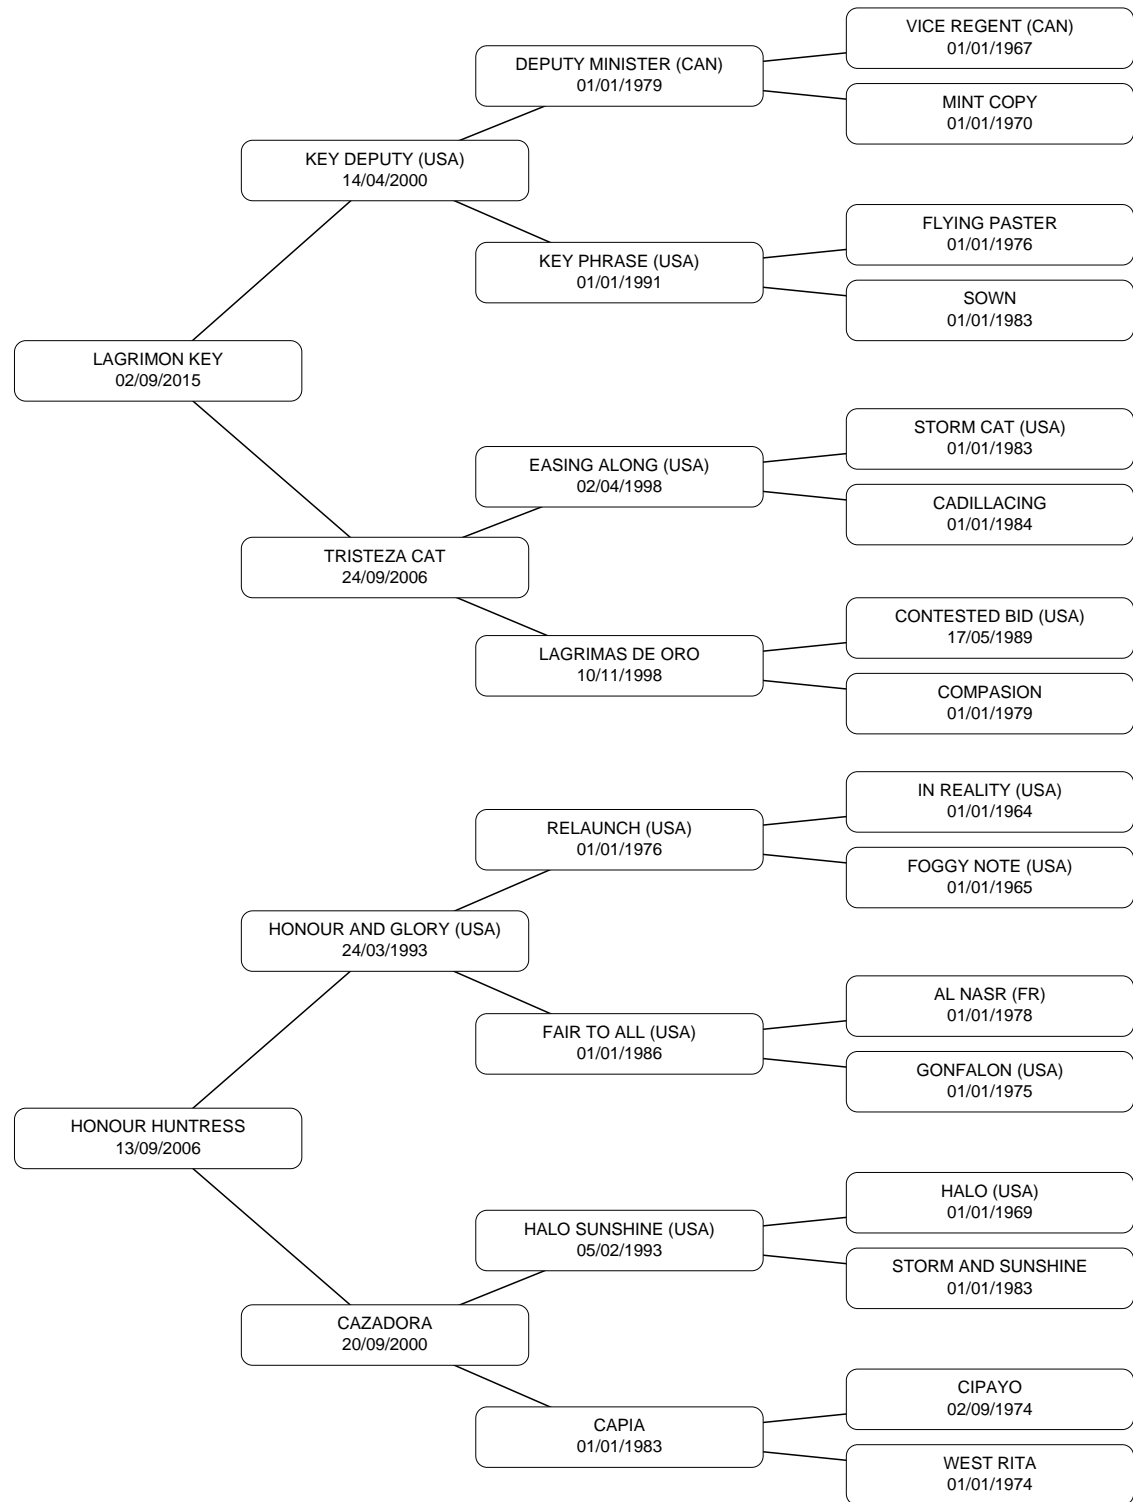 VICE REGENT (CAN)
01/01/1967
DEPUTY MINISTER (CAN)
01/01/1979
MINT COPY
01/01/1970
KEY DEPUTY (USA)
14/04/2000
FLYING PASTER
01/01/1976
KEY PHRASE (USA)
01/01/1991
SOWN
01/01/1983
LAGRIMON KEY
02/09/2015
STORM CAT (USA)
01/01/1983
EASING ALONG (USA)
02/04/1998
CADILLACING
01/01/1984
TRISTEZA CAT
24/09/2006
CONTESTED BID (USA)
17/05/1989
LAGRIMAS DE ORO
10/11/1998
COMPASION
01/01/1979
IN REALITY (USA)
01/01/1964
RELAUNCH (USA)
01/01/1976
FOGGY NOTE (USA)
01/01/1965
HONOUR AND GLORY (USA)
24/03/1993
AL NASR (FR)
01/01/1978
FAIR TO ALL (USA)
01/01/1986
GONFALON (USA)
01/01/1975
HONOUR HUNTRESS
13/09/2006
HALO (USA)
01/01/1969
HALO SUNSHINE (USA)
05/02/1993
STORM AND SUNSHINE
01/01/1983
CAZADORA
20/09/2000
CIPAYO
02/09/1974
CAPIA
01/01/1983
WEST RITA
01/01/1974